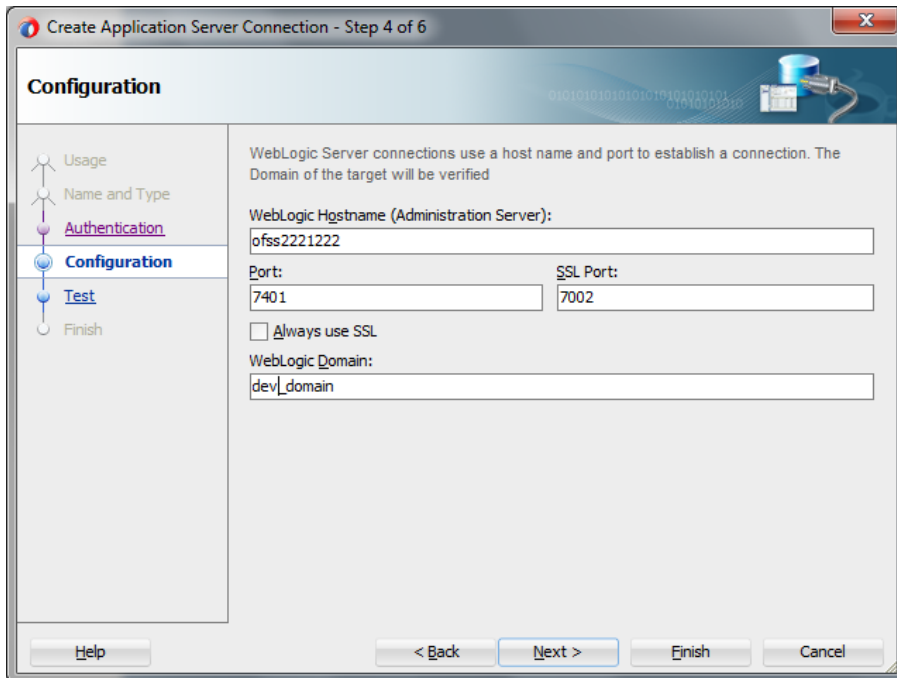 Create Application Server Connection - Step 4 of 6
Configuration
010101010101010101010101
01010101010
Usage
Name and Type
Authentication
Configuration
Test
Finish
WebLogic Server connections use a host name and port to establish a connection. The
Domain of the target will be verified
WebLogic Hostname (Administration Server):
ofss2221222
Port:
SSL Port:
7401
7002
Always use SSL
WebLogic Domain:
dev_domain
Help
< Back
Next >
Finish
Cancel